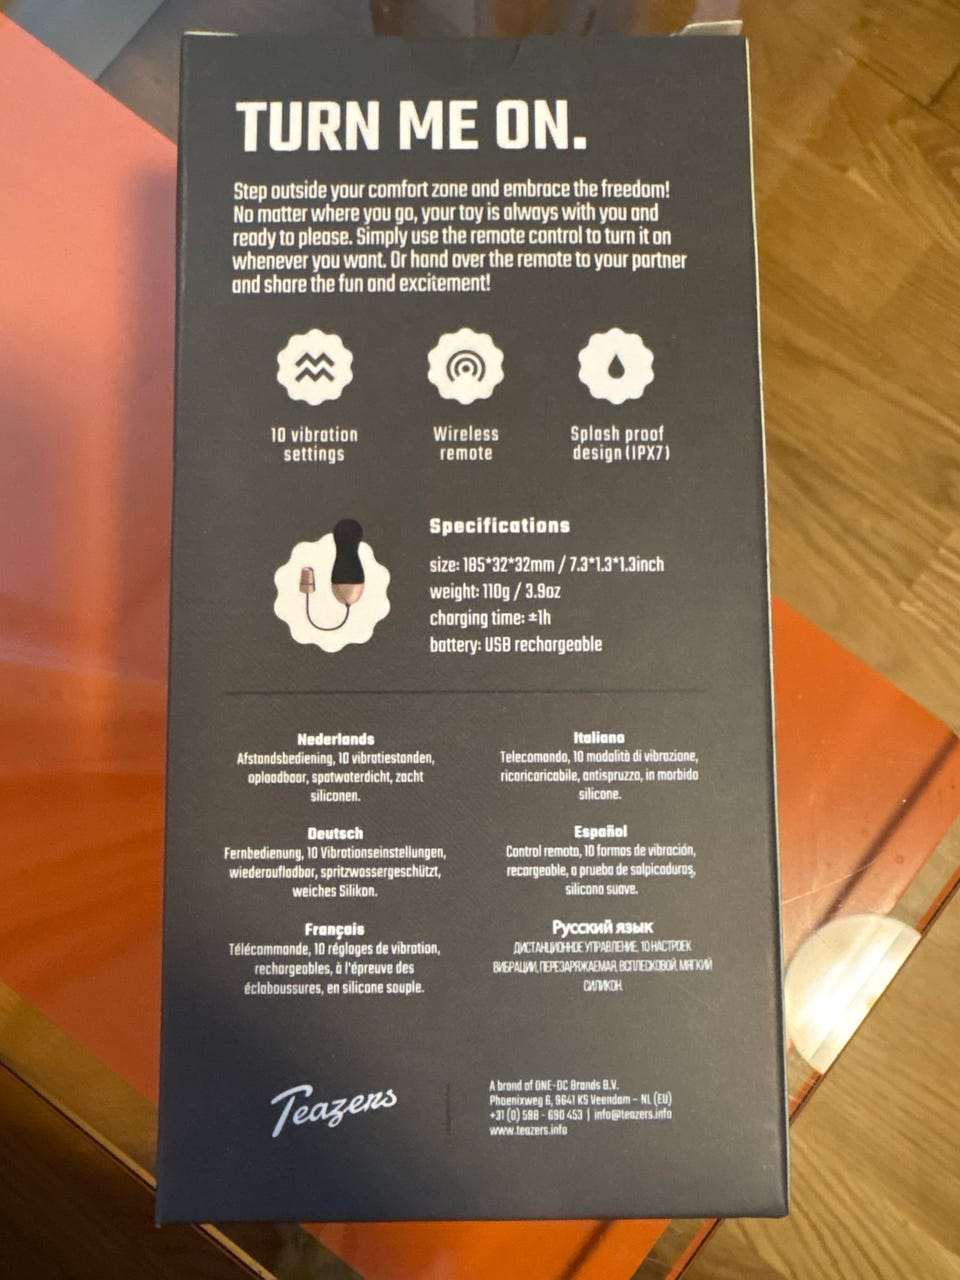 TURN ME ON.
Step outside your comfort zone and embrace the freedom!
No matter where you go, your toy is always with you and
ready to please. Simply use the remote control to turn it on
whenever you want. Or hand over the remote to your partner
and share the fun and excitement!
10 vibration
settings
Wireless
remote
Splash proof
design (IPX7)
Specifications
size: 185*32*32mm / 7.3*1.3*1.3inch
weight: 110g / 3.9oz
charging time: ±1h
battery: USB rechargeable
Nederlands
Afstandsbediening, 10 vibratiestanden,
oplaadbaar, spatwaterdicht, zacht
siliconen.
Deutsch
Fernbedienung, 10 Vibrationseinstellungen,
wiederaufladbar, spritzwassergeschützt,
weiches Silikon.
Français
Télécommande, 10 réglages de vibration,
rechargeables, à l'épreuve des
éclaboussures, en silicone souple.
Italiano
Telecomando, 10 modalità di vibrazione,
ricaricaricabile, antispruzzo, in morbido
silicone.
Español
Control remoto, 10 formas de vibración,
recargeable, a prueba de salpicaduras,
silicona suave.
Русский язык
ДИСТАНЦИОННОЕ УПРАВЛЕНИЕ, 10 НАСТРОЕК
ВИБРАЦИИ, ПЕРЕЗАРЯЖАЕМАЯ, ВСПЛЕСКОВОЙ, МЯГКИЙ
СИЛИКОН.
Teazers
A brand of ONE-DC Brands B.V.
Phoenixweg 6, 9641 KS Veendam – NL (EU)
+31 (0) 598 - 690 453 | info@teazers.info
www.teazers.info